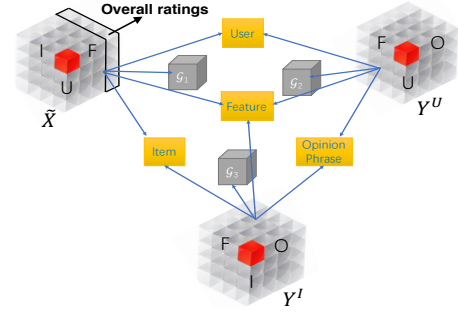 Overall ratings
I F
U
X̃
User
𝒢₁
𝒢₂
F O
U
Yᵁ
Feature
Item
Opinion
Phrase
𝒢₃
F O
I
Yᴵ